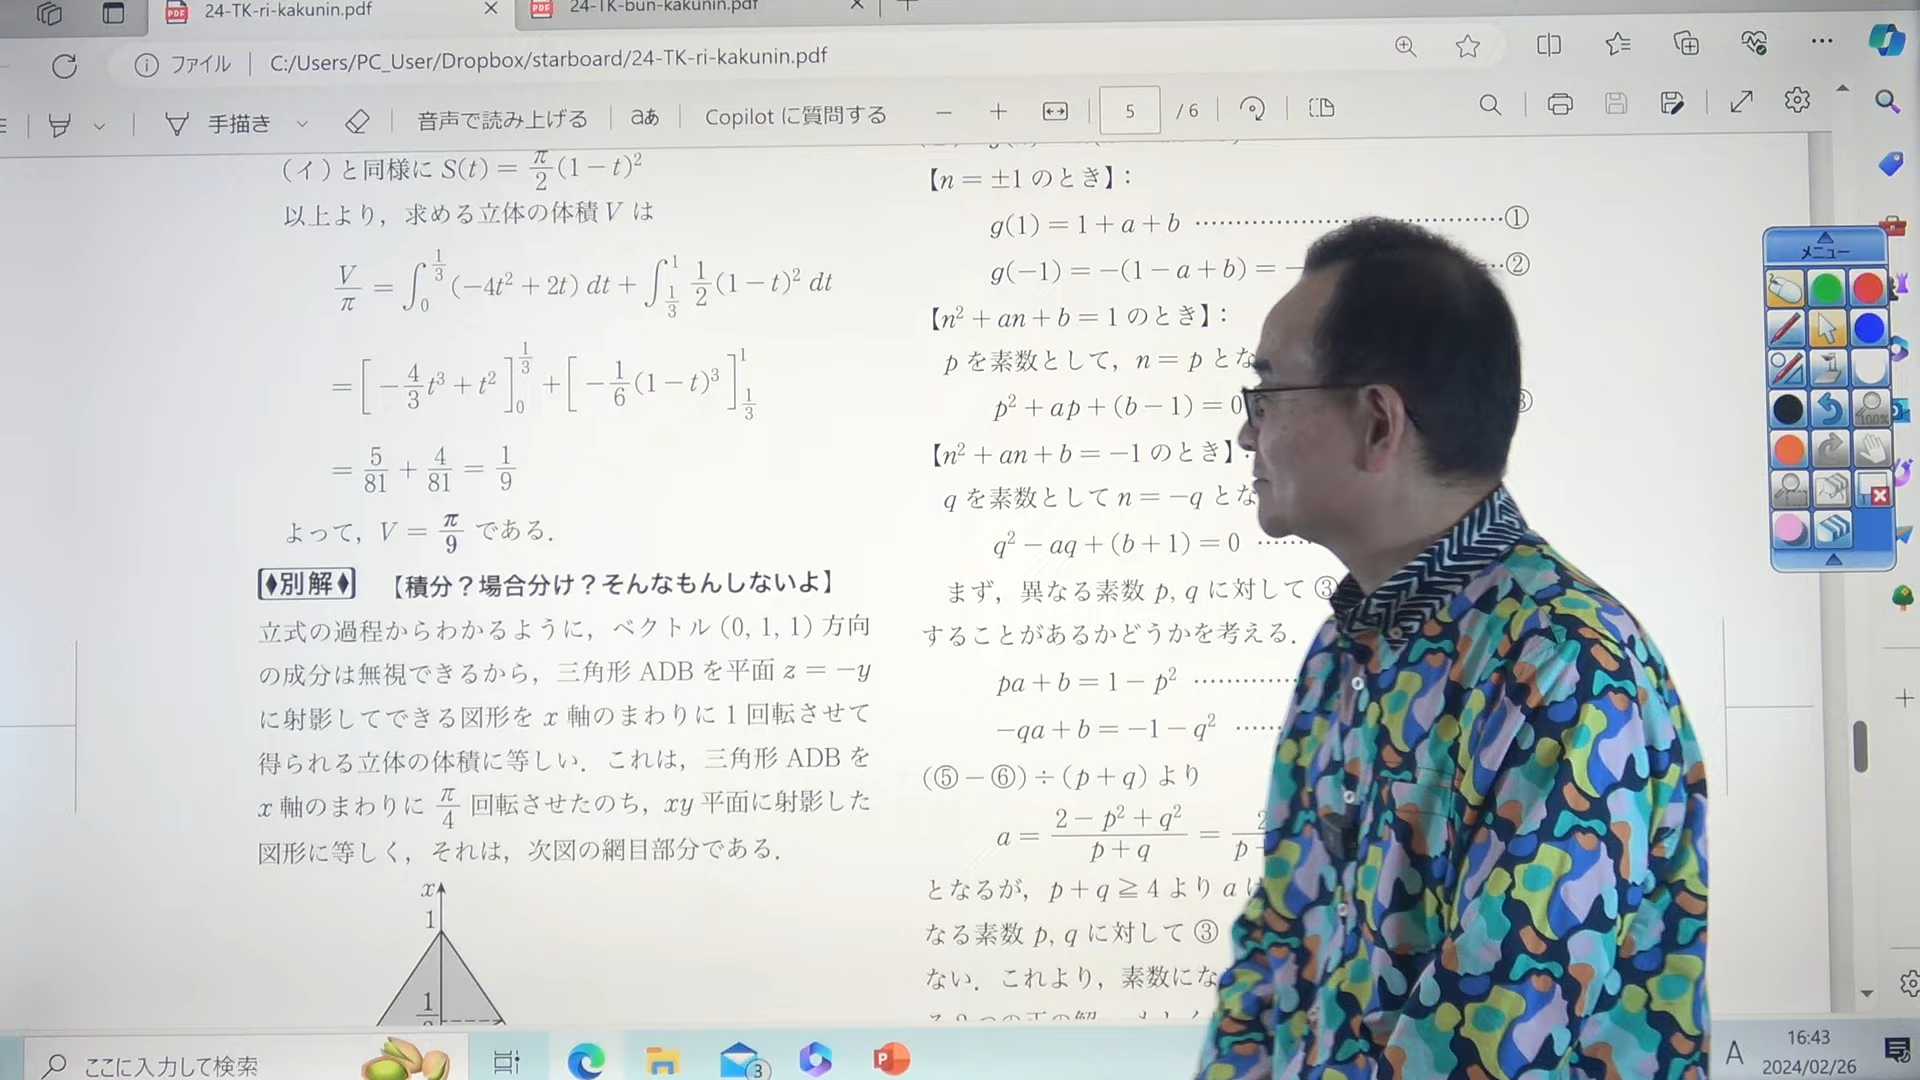 24-TK-ri-kakunin.pdf
24-TK-bun-kakunin.pdf
ファイル C:/Users/PC_User/Dropbox/starboard/24-TK-ri-kakunin.pdf
手描き 音声で読み上げる aあ Copilot に質問する 5 / 6
(イ)と同様に S(t) = π/2 (1−t)²
以上より，求める立体の体積 V は
V/π = ∫₀^{1/3} (−4t²+2t) dt + ∫_{1/3}^{1} 1/2 (1−t)² dt
= [−4/3 t³ + t²]₀^{1/3} + [−1/6 (1−t)³]_{1/3}^{1}
= 5/81 + 4/81 = 1/9
よって，V = π/9 である．
♦別解♦ 【積分？場合分け？そんなもんしないよ】
立式の過程からわかるように，ベクトル (0, 1, 1) 方向
の成分は無視できるから，三角形 ADB を平面 z = −y
に射影してできる図形を x 軸のまわりに 1 回転させて
得られる立体の体積に等しい．これは，三角形 ADB を
x 軸のまわりに π/4 回転させたのち，xy 平面に射影した
図形に等しく，それは，次図の網目部分である．
x
1
1
【n = ±1 のとき】：
g(1) = 1 + a + b ……………………………①
g(−1) = −(1 − a + b) = − ②
【n² + an + b = 1 のとき】：
p を素数として，n = p とな
p² + ap + (b − 1) = 0
【n² + an + b = −1 のとき】
q を素数として n = −q とな
q² − aq + (b + 1) = 0 ……
まず，異なる素数 p, q に対して ③
することがあるかどうかを考える．
pa + b = 1 − p² …………
−qa + b = −1 − q² ……
(⑤ − ⑥) ÷ (p + q) より
a = (2 − p² + q²)/(p + q) =
となるが，p + q ≧ 4 より a は
なる素数 p, q に対して ③
ない．これより，素数にな
メニュー
100%
ここに入力して検索
3
A
16:43
2024/02/26